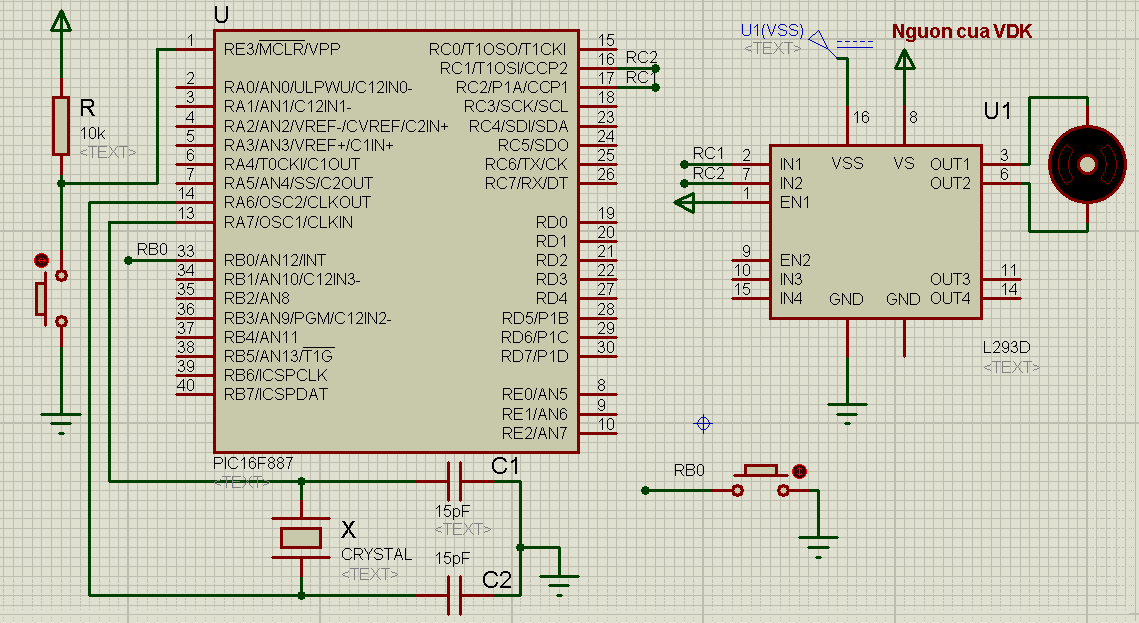 U
1 RE3/MCLR/VPP
2 RA0/AN0/ULPWU/C12IN0-
3 RA1/AN1/C12IN1-
4 RA2/AN2/VREF-/CVREF/C2IN+
5 RA3/AN3/VREF+/C1IN+
6 RA4/T0CKI/C1OUT
7 RA5/AN4/SS/C2OUT
14 RA6/OSC2/CLKOUT
13 RA7/OSC1/CLKIN
RB0 33 RB0/AN12/INT
34 RB1/AN10/C12IN3-
35 RB2/AN8
36 RB3/AN9/PGM/C12IN2-
37 RB4/AN11
38 RB5/AN13/T1G
39 RB6/ICSPCLK
40 RB7/ICSPDAT
RC0/T1OSO/T1CKI 15
RC1/T1OSI/CCP2 16 RC2
RC2/P1A/CCP1 17 RC1
RC3/SCK/SCL 18
RC4/SDI/SDA 23
RC5/SDO 24
RC6/TX/CK 25
RC7/RX/DT 26
RD0 19
RD1 20
RD2 21
RD3 22
RD4 27
RD5/P1B 28
RD6/P1C 29
RD7/P1D 30
RE0/AN5 8
RE1/AN6 9
RE2/AN7 10
PIC16F887
<TEXT>
R
10k
<TEXT>
C1
15pF
<TEXT>
X
CRYSTAL
<TEXT>
15pF
C2
U1(VSS)
<TEXT>
Nguon cua VDK
U1
16
8
VSS
VS
RC1 2 IN1
RC2 7 IN2
1 EN1
9 EN2
10 IN3
15 IN4
OUT1 3
OUT2 6
OUT3 11
OUT4 14
GND GND
L293D
<TEXT>
RB0